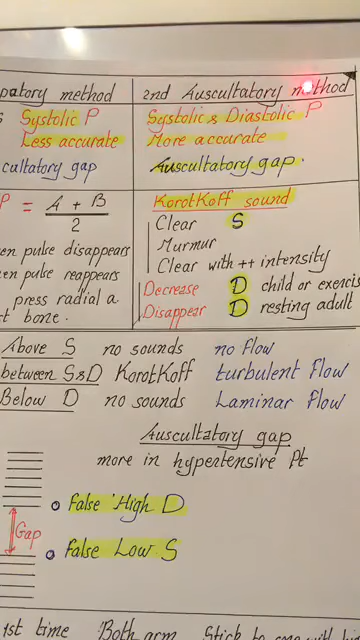 patory method
2nd Auscultatory method
Systolic P
Systolic & Diastolic P
Less accurate
More accurate
cultatory gap
Auscultatory gap.
P = A + B / 2
en pulse disappears
en pulse reappears
press radial a
bone.
KorotKoff sound
Clear S
Murmur
Clear with ++ intensity
Decrease D child or exercis
Disappear D resting adult
Above S no sounds no flow
between S&D KorotKoff turbulent flow
Below D no sounds Laminar flow
Auscultatory gap
more in hypertensive Pt
Gap
False High D
False Low S
1st time Both arm